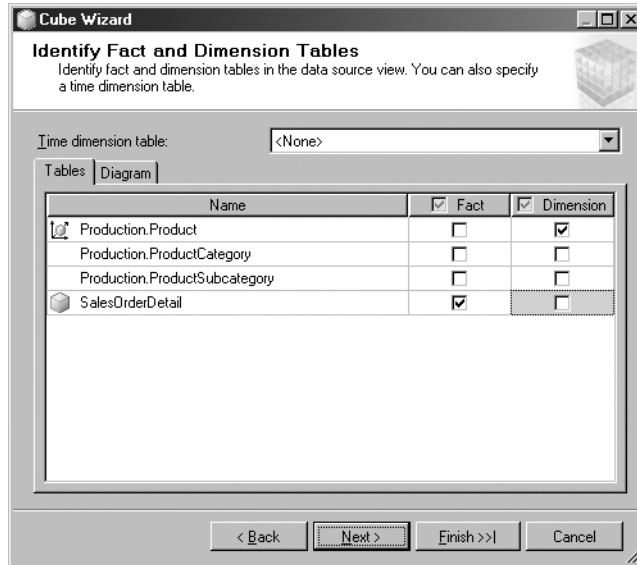 Cube Wizard
Identify Fact and Dimension Tables
Identify fact and dimension tables in the data source view. You can also specify
a time dimension table.
Time dimension table: <None>
Tables Diagram
Name Fact Dimension
Production.Product
Production.ProductCategory
Production.ProductSubcategory
SalesOrderDetail
< Back Next > Finish >>| Cancel